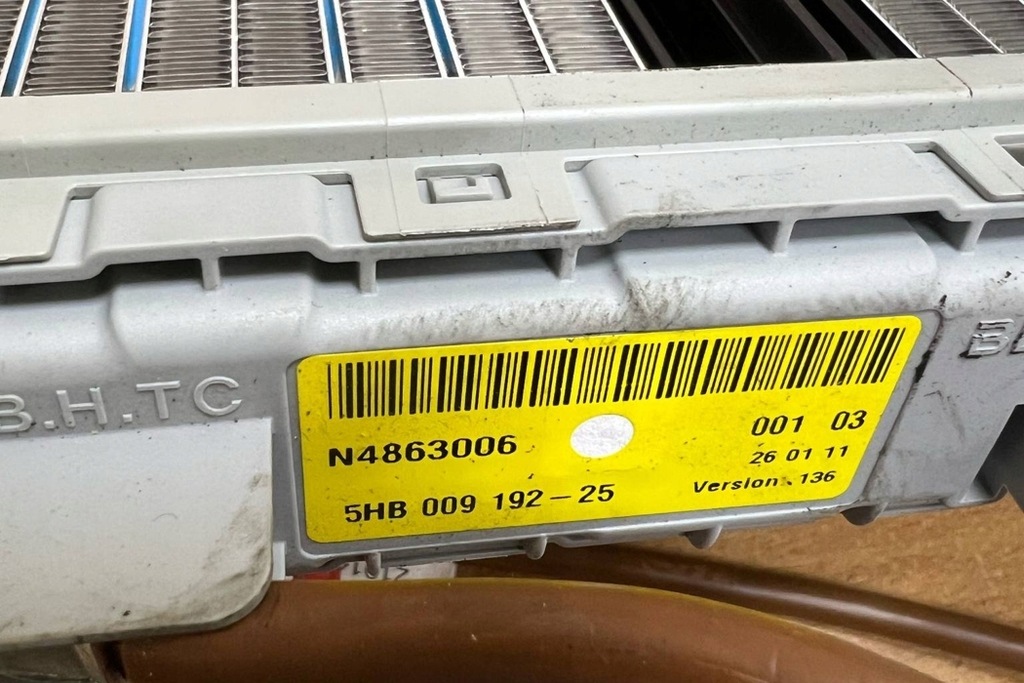 B.H.TC
N4863006
001 03
26 01 11
5HB 009 192-25
Version. 136